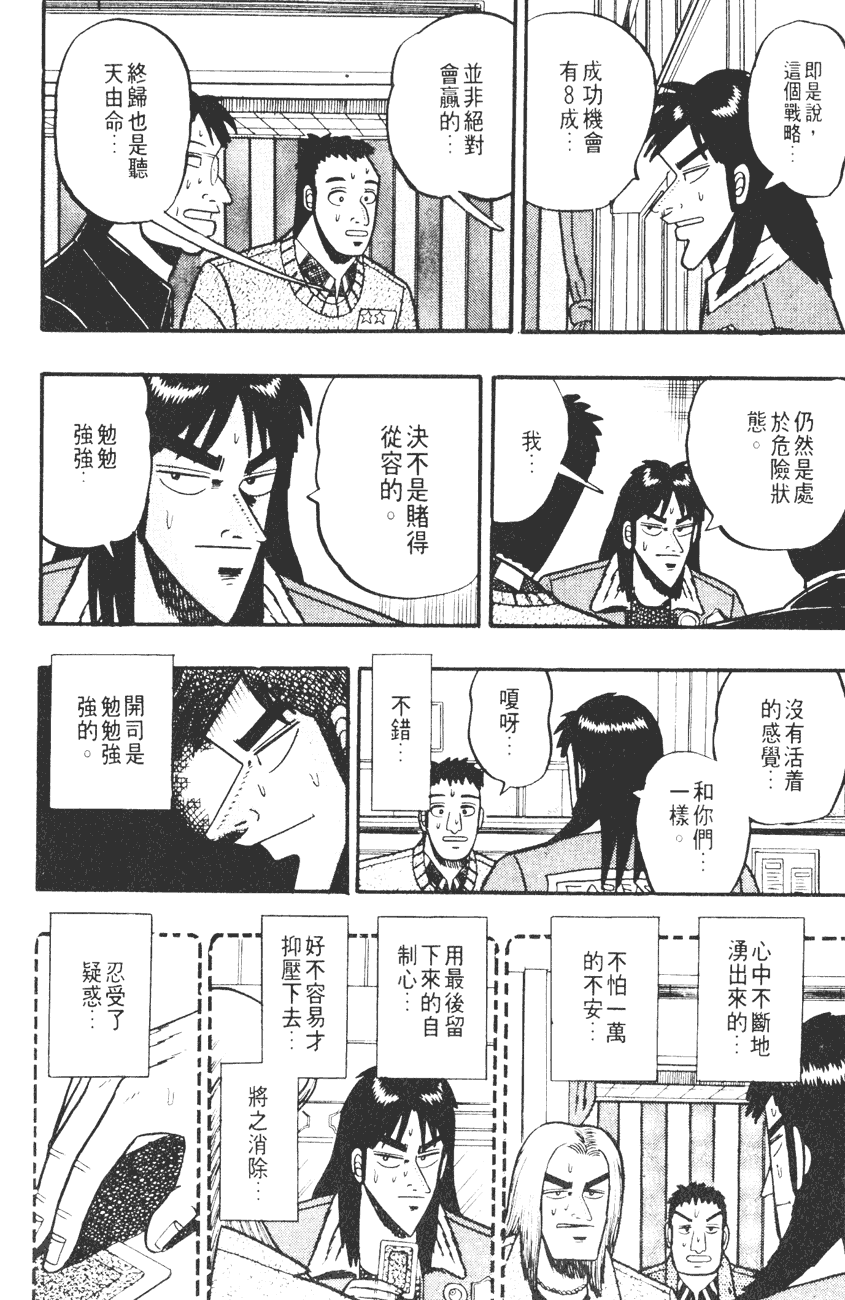 即是說，
這個戰略…
成功機會
有8成…
並非絕對
會贏的…
終歸也是聽
天由命…
仍然是處
於危險狀
態。
我…
決不是賭得
從容的。
勉勉
強強…
沒有活着
的感覺…
和你們…
一樣。
嗄呀…
不錯…
開司是
勉勉強
強的。
心中不斷地
湧出來的…
不怕一萬
的不安…
用最後留
下來的自
制心…
好不容易才
抑壓下去…
將之消除…
忍受了
疑惑…